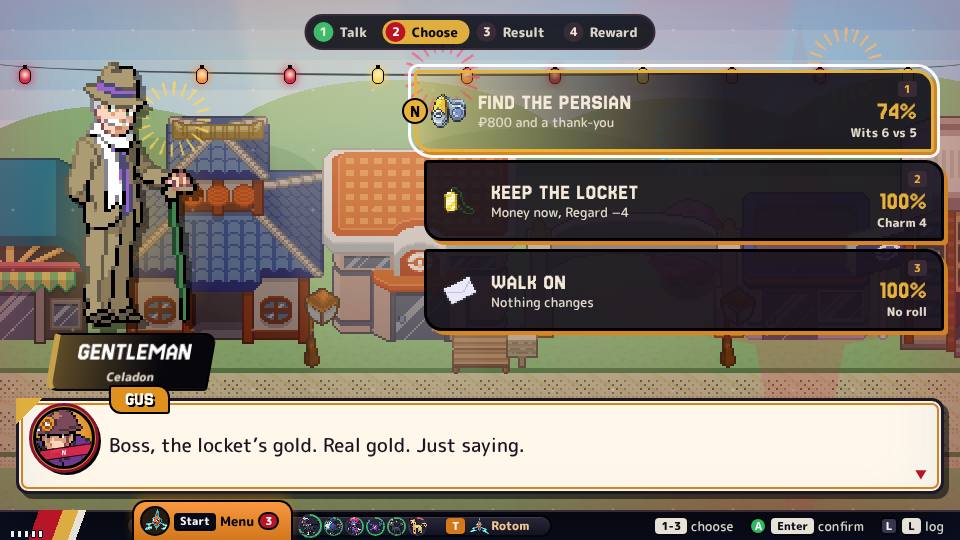 1 Talk 2 Choose 3 Result 4 Reward
N
FIND THE PERSIAN
₽800 and a thank-you
1
74%
Wits 6 vs 5
KEEP THE LOCKET
Money now, Regard −4
2
100%
Charm 4
WALK ON
Nothing changes
3
100%
No roll
GENTLEMAN
Celadon
GUS
N
Boss, the locket's gold. Real gold. Just saying.
Start Menu 3 T Rotom 1-3 choose A Enter confirm L L log